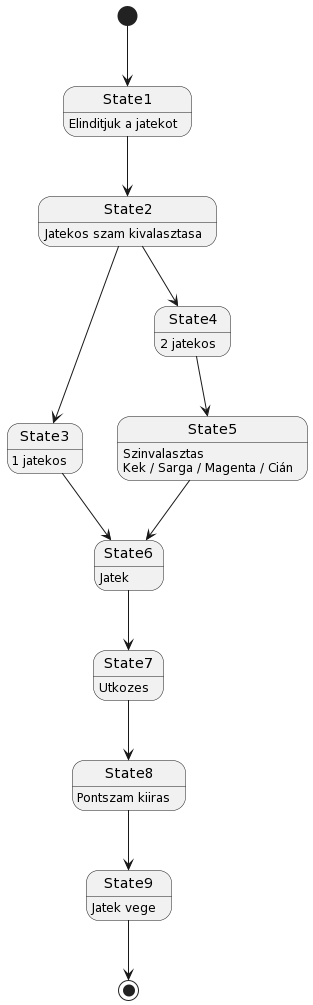 State1
Elinditjuk a jatekot
State2
Jatekos szam kivalasztasa
State4
2 jatekos
State3
1 jatekos
State5
Szinvalasztas
Kek / Sarga / Magenta / Cián
State6
Jatek
State7
Utkozes
State8
Pontszam kiiras
State9
Jatek vege